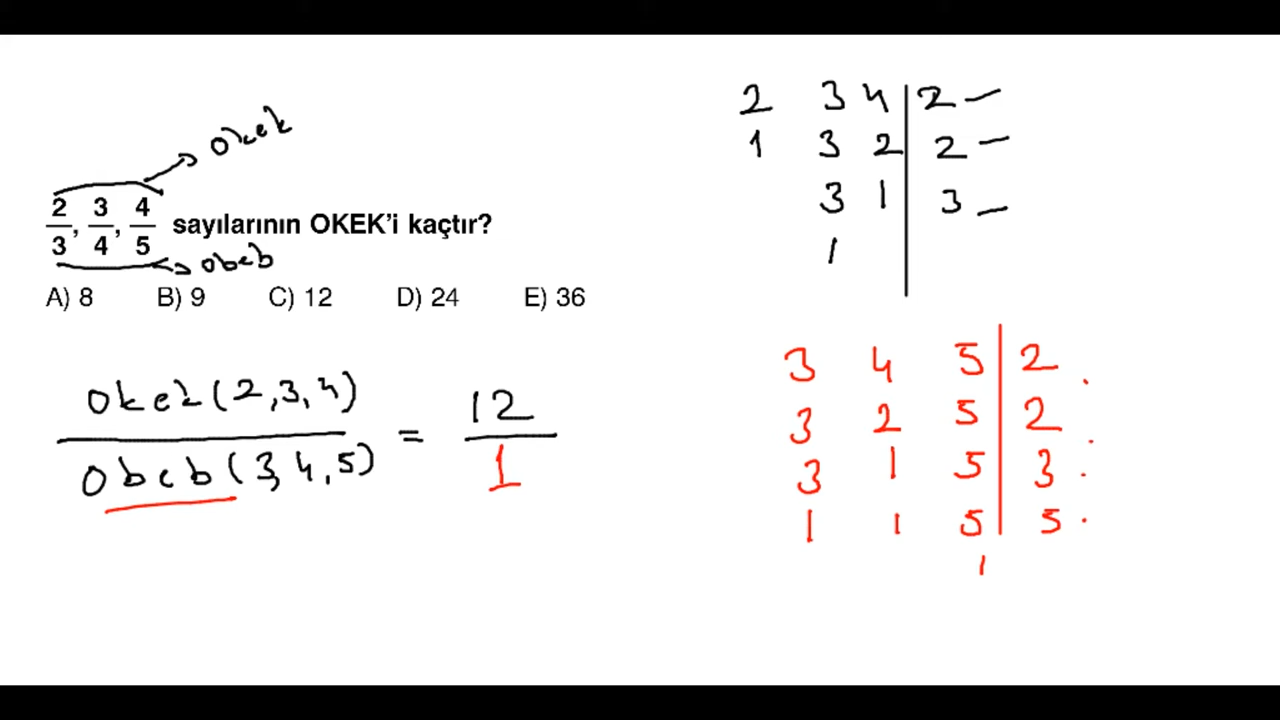 okek
2/3, 3/4, 4/5 sayılarının OKEK'i kaçtır?
obeb
A) 8 B) 9 C) 12 D) 24 E) 36
okek(2,3,4) / obeb(3,4,5) = 12/1
2 3 4 | 2
1 3 2 | 2
3 1 | 3
1
3 4 5 | 2
3 2 5 | 2
3 1 5 | 3
1 1 5 | 5
1